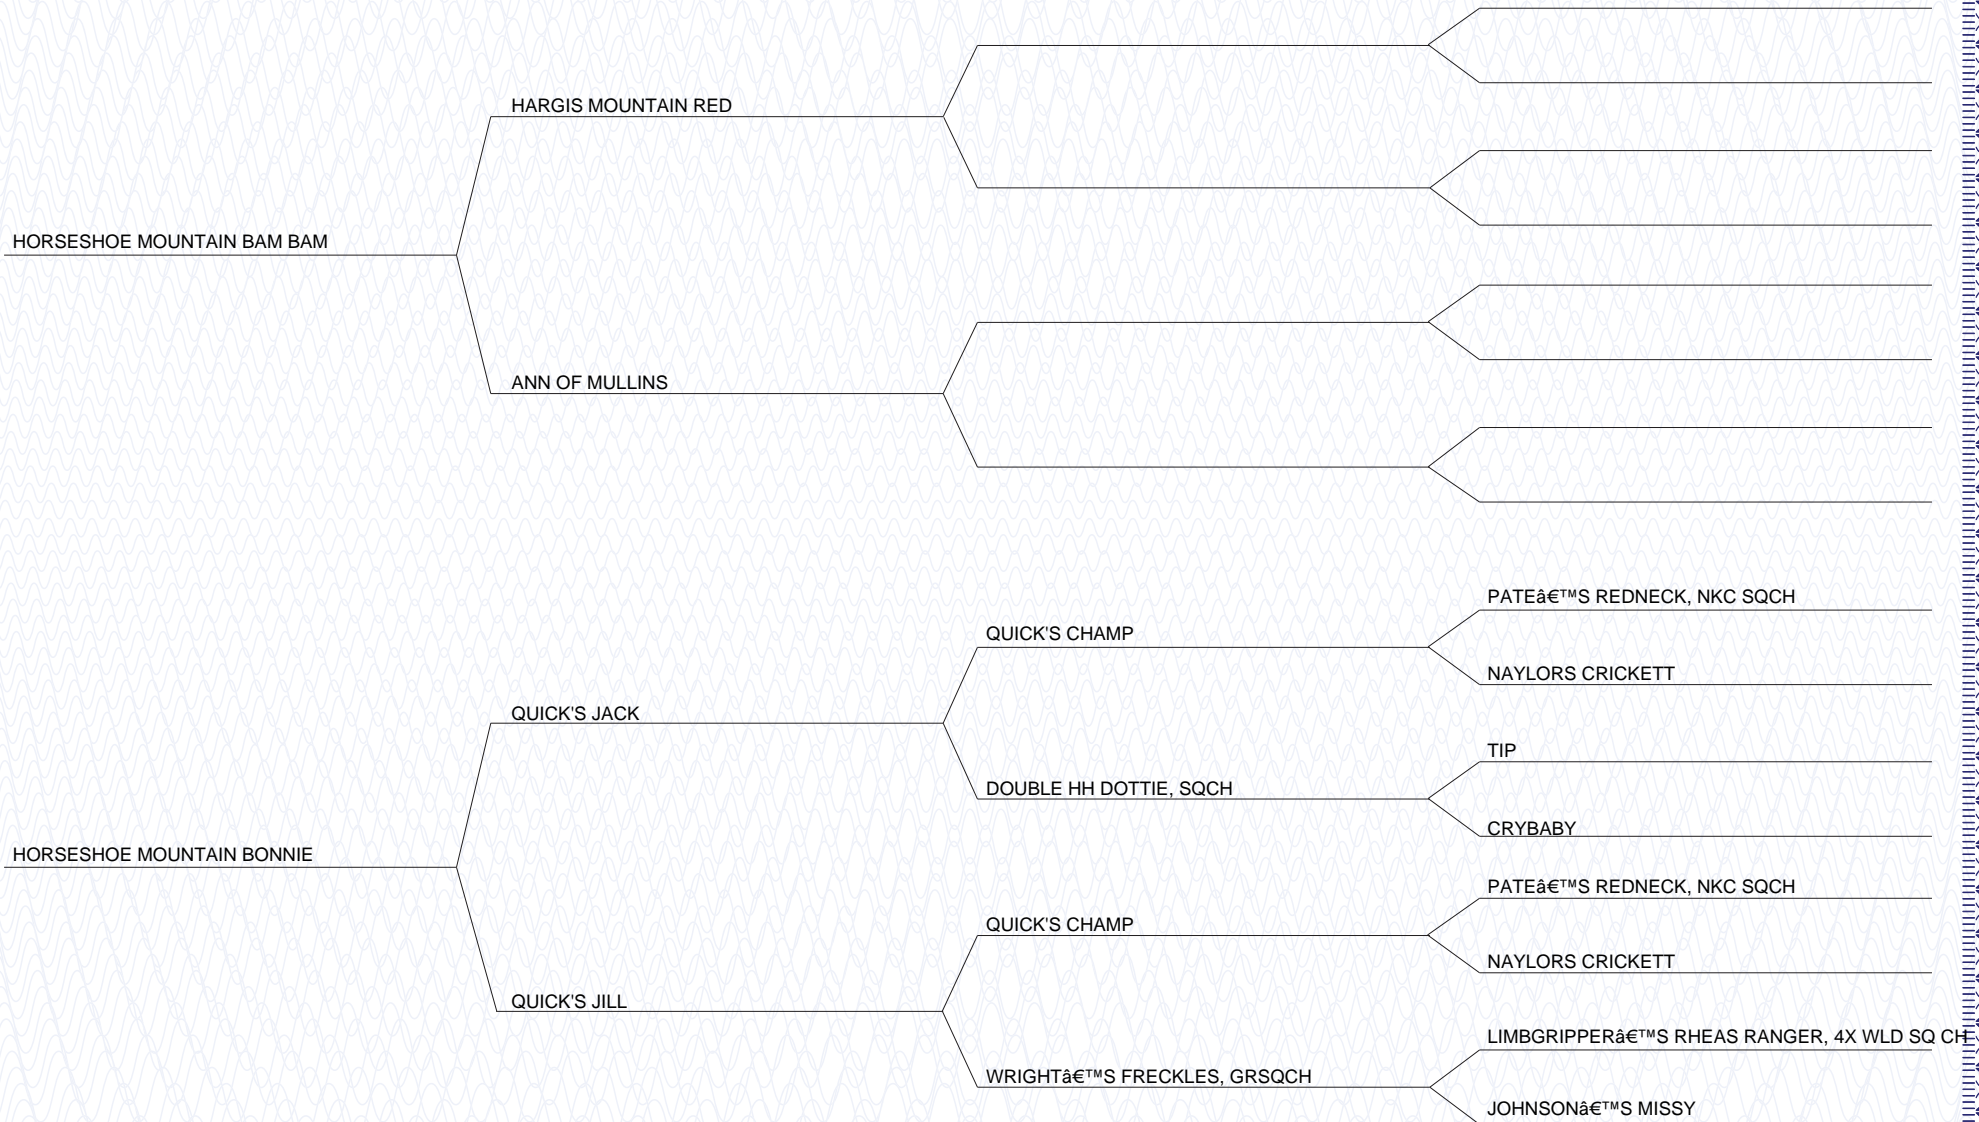 HARGIS MOUNTAIN RED
HORSESHOE MOUNTAIN BAM BAM
ANN OF MULLINS
PATEâ€™S REDNECK, NKC SQCH
QUICK'S CHAMP
NAYLORS CRICKETT
QUICK'S JACK
TIP
DOUBLE HH DOTTIE, SQCH
CRYBABY
HORSESHOE MOUNTAIN BONNIE
PATEâ€™S REDNECK, NKC SQCH
QUICK'S CHAMP
NAYLORS CRICKETT
QUICK'S JILL
LIMBGRIPPERâ€™S RHEAS RANGER, 4X WLD SQ CH
WRIGHTâ€™S FRECKLES, GRSQCH
JOHNSONâ€™S MISSY